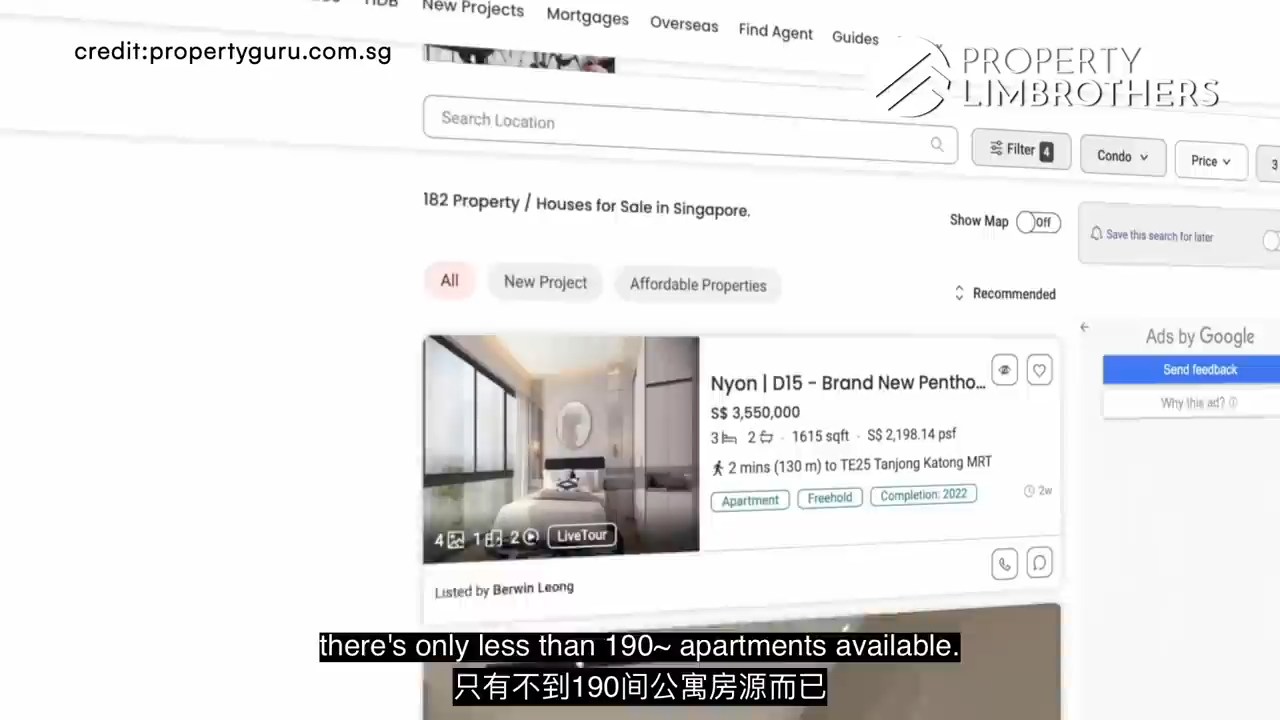 HDB
New Projects
Mortgages
Overseas
Find Agent
Guides
credit:propertyguru.com.sg
PROPERTY
LIMBROTHERS
Search Location
Filter 4
Condo
Price
3
182 Property / Houses for Sale in Singapore.
Show Map
Off
Save this search for later
All
New Project
Affordable Properties
Recommended
Ads by Google
Send feedback
Why this ad?
Nyon | D15 - Brand New Pentho...
S$ 3,550,000
3 2 · 1615 sqft · S$ 2,198.14 psf
2 mins (130 m) to TE25 Tanjong Katong MRT
Apartment
Freehold
Completion: 2022
2w
4 1 2 LiveTour
Listed by Berwin Leong
there's only less than 190~ apartments available.
只有不到190间公寓房源而已